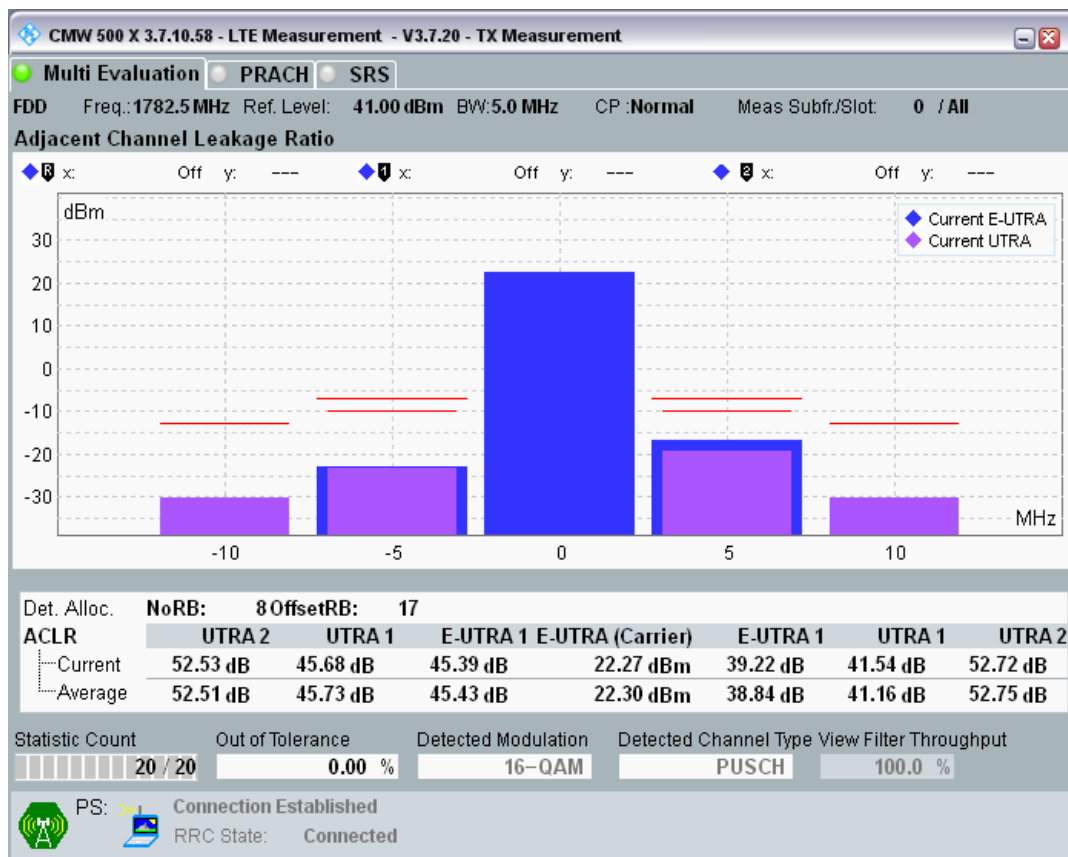 CMW 500 X 3.7.10.58 - LTE Measurement - V3.7.20 - TX Measurement
Multi Evaluation PRACH SRS
FDD Freq.: 1782.5 MHz Ref. Level: 41.00 dBm BW: 5.0 MHz CP : Normal Meas Subfr./Slot: 0 / All
Adjacent Channel Leakage Ratio
R x: Off y: --- 1 x: Off y: --- 2 x: Off y: ---
dBm
Current E-UTRA
Current UTRA
30
20
10
0
-10
-20
-30
MHz
-10 -5 0 5 10
Det. Alloc. NoRB: 8 OffsetRB: 17
ACLR UTRA 2 UTRA 1 E-UTRA 1 E-UTRA (Carrier) E-UTRA 1 UTRA 1 UTRA 2
Current 52.53 dB 45.68 dB 45.39 dB 22.27 dBm 39.22 dB 41.54 dB 52.72 dB
Average 52.51 dB 45.73 dB 45.43 dB 22.30 dBm 38.84 dB 41.16 dB 52.75 dB
Statistic Count Out of Tolerance Detected Modulation Detected Channel Type View Filter Throughput
20 / 20 0.00 % 16-QAM PUSCH 100.0 %
PS: Connection Established
RRC State: Connected